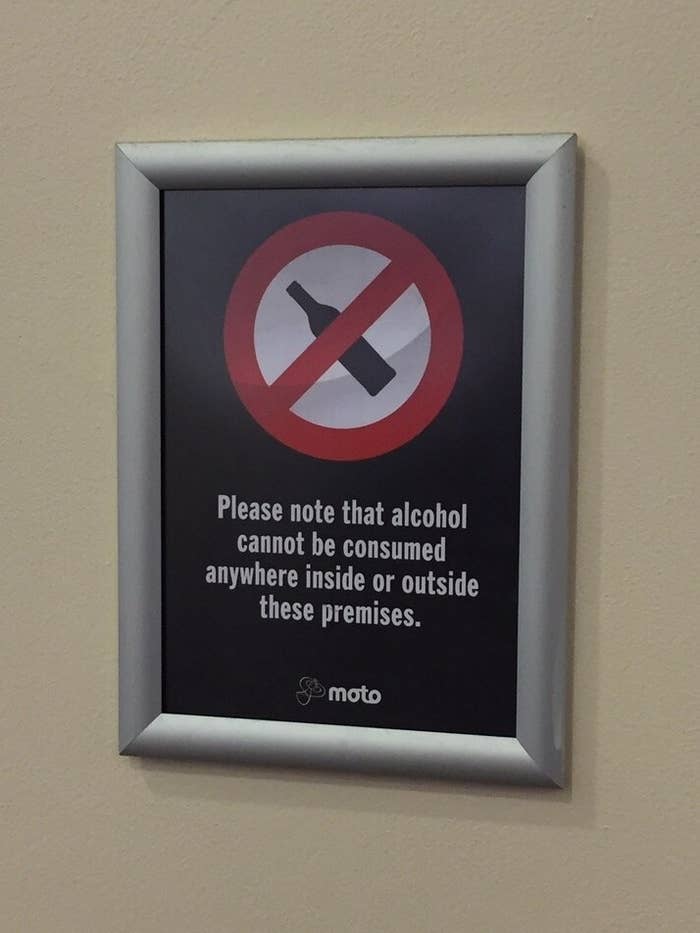 Please note that alcohol
cannot be consumed
anywhere inside or outside
these premises.
moto